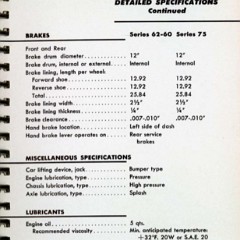 DETAILED SPECIFICATIONS
Continued
BRAKES Series 62-60 Series 75
Front and Rear
Brake drum diameter 12" 12"
Brake drum, internal or external Internal Internal
Brake lining, length per wheel
Forward shoe 12.92 12.92
Reverse shoe 12.92 12.92
Total 25.84 25.84
Brake lining width 2½" 2½"
Brake lining thickness ¼" ¼"
Brake clearance .007-.010" .007-.010"
Hand brake location Left side of dash
Hand brake lever operates on Rear service
brakes
MISCELLANEOUS SPECIFICATIONS
Car lifting device, jack Bumper type
Engine lubrication, type Pressure
Chassis lubrication, type High pressure
Axle lubrication, type Splash
LUBRICANTS
Engine oil 5 qts.
Recommended viscosity Min. anticipated temperature:
+32°F. 20W or S.A.E. 20